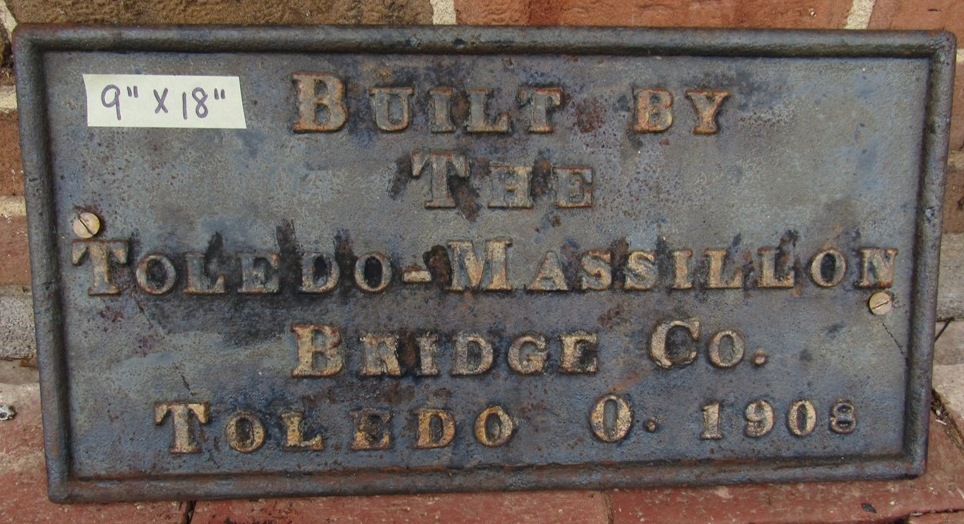 9" X 18"
BUILT BY
THE
TOLEDO-MASSILLON
BRIDGE CO.
TOLEDO O. 1908